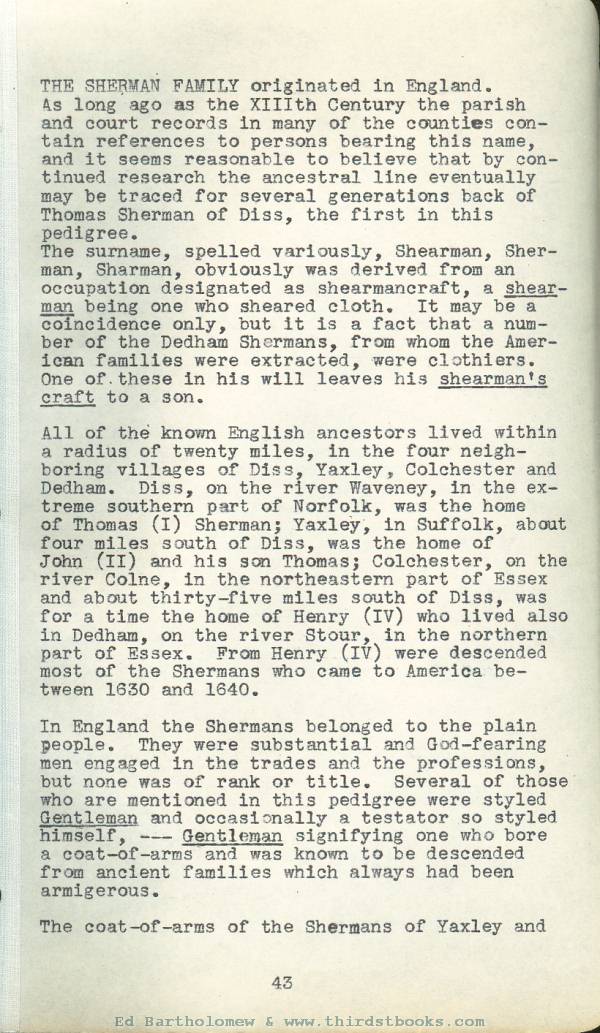 THE SHERMAN FAMILY originated in England.
As long ago as the XIIIth Century the parish
and court records in many of the counties con-
tain references to persons bearing this name,
and it seems reasonable to believe that by con-
tinued research the ancestral line eventually
may be traced for several generations back of
Thomas Sherman of Diss, the first in this
pedigree.
The surname, spelled variously, Shearman, Sher-
man, Sharman, obviously was derived from an
occupation designated as shearmancraft, a shear-
man being one who sheared cloth. It may be a
coincidence only, but it is a fact that a num-
ber of the Dedham Shermans, from whom the Amer-
ican families were extracted, were clothiers.
One of.these in his will leaves his shearman's
craft to a son.
All of the known English ancestors lived within
a radius of twenty miles, in the four neigh-
boring villages of Diss, Yaxley, Colchester and
Dedham. Diss, on the river Waveney, in the ex-
treme southern part of Norfolk, was the home
of Thomas (I) Sherman; Yaxley, in Suffolk, about
four miles south of Diss, was the home of
John (II) and his son Thomas; Colchester, on the
river Colne, in the northeastern part of Essex
and about thirty-five miles south of Diss, was
for a time the home of Henry (IV) who lived also
in Dedham, on the river Stour, in the northern
part of Essex. From Henry (IV) were descended
most of the Shermans who came to America be-
tween 1630 and 1640.
In England the Shermans belonged to the plain
people. They were substantial and God-fearing
men engaged in the trades and the professions,
but none was of rank or title. Several of those
who are mentioned in this pedigree were styled
Gentleman and occasionally a testator so styled
himself, --- Gentleman signifying one who bore
a coat-of-arms and was known to be descended
from ancient families which always had been
armigerous.
The coat-of-arms of the Shermans of Yaxley and
43
Ed Bartholomew & www.thirdstbooks.com